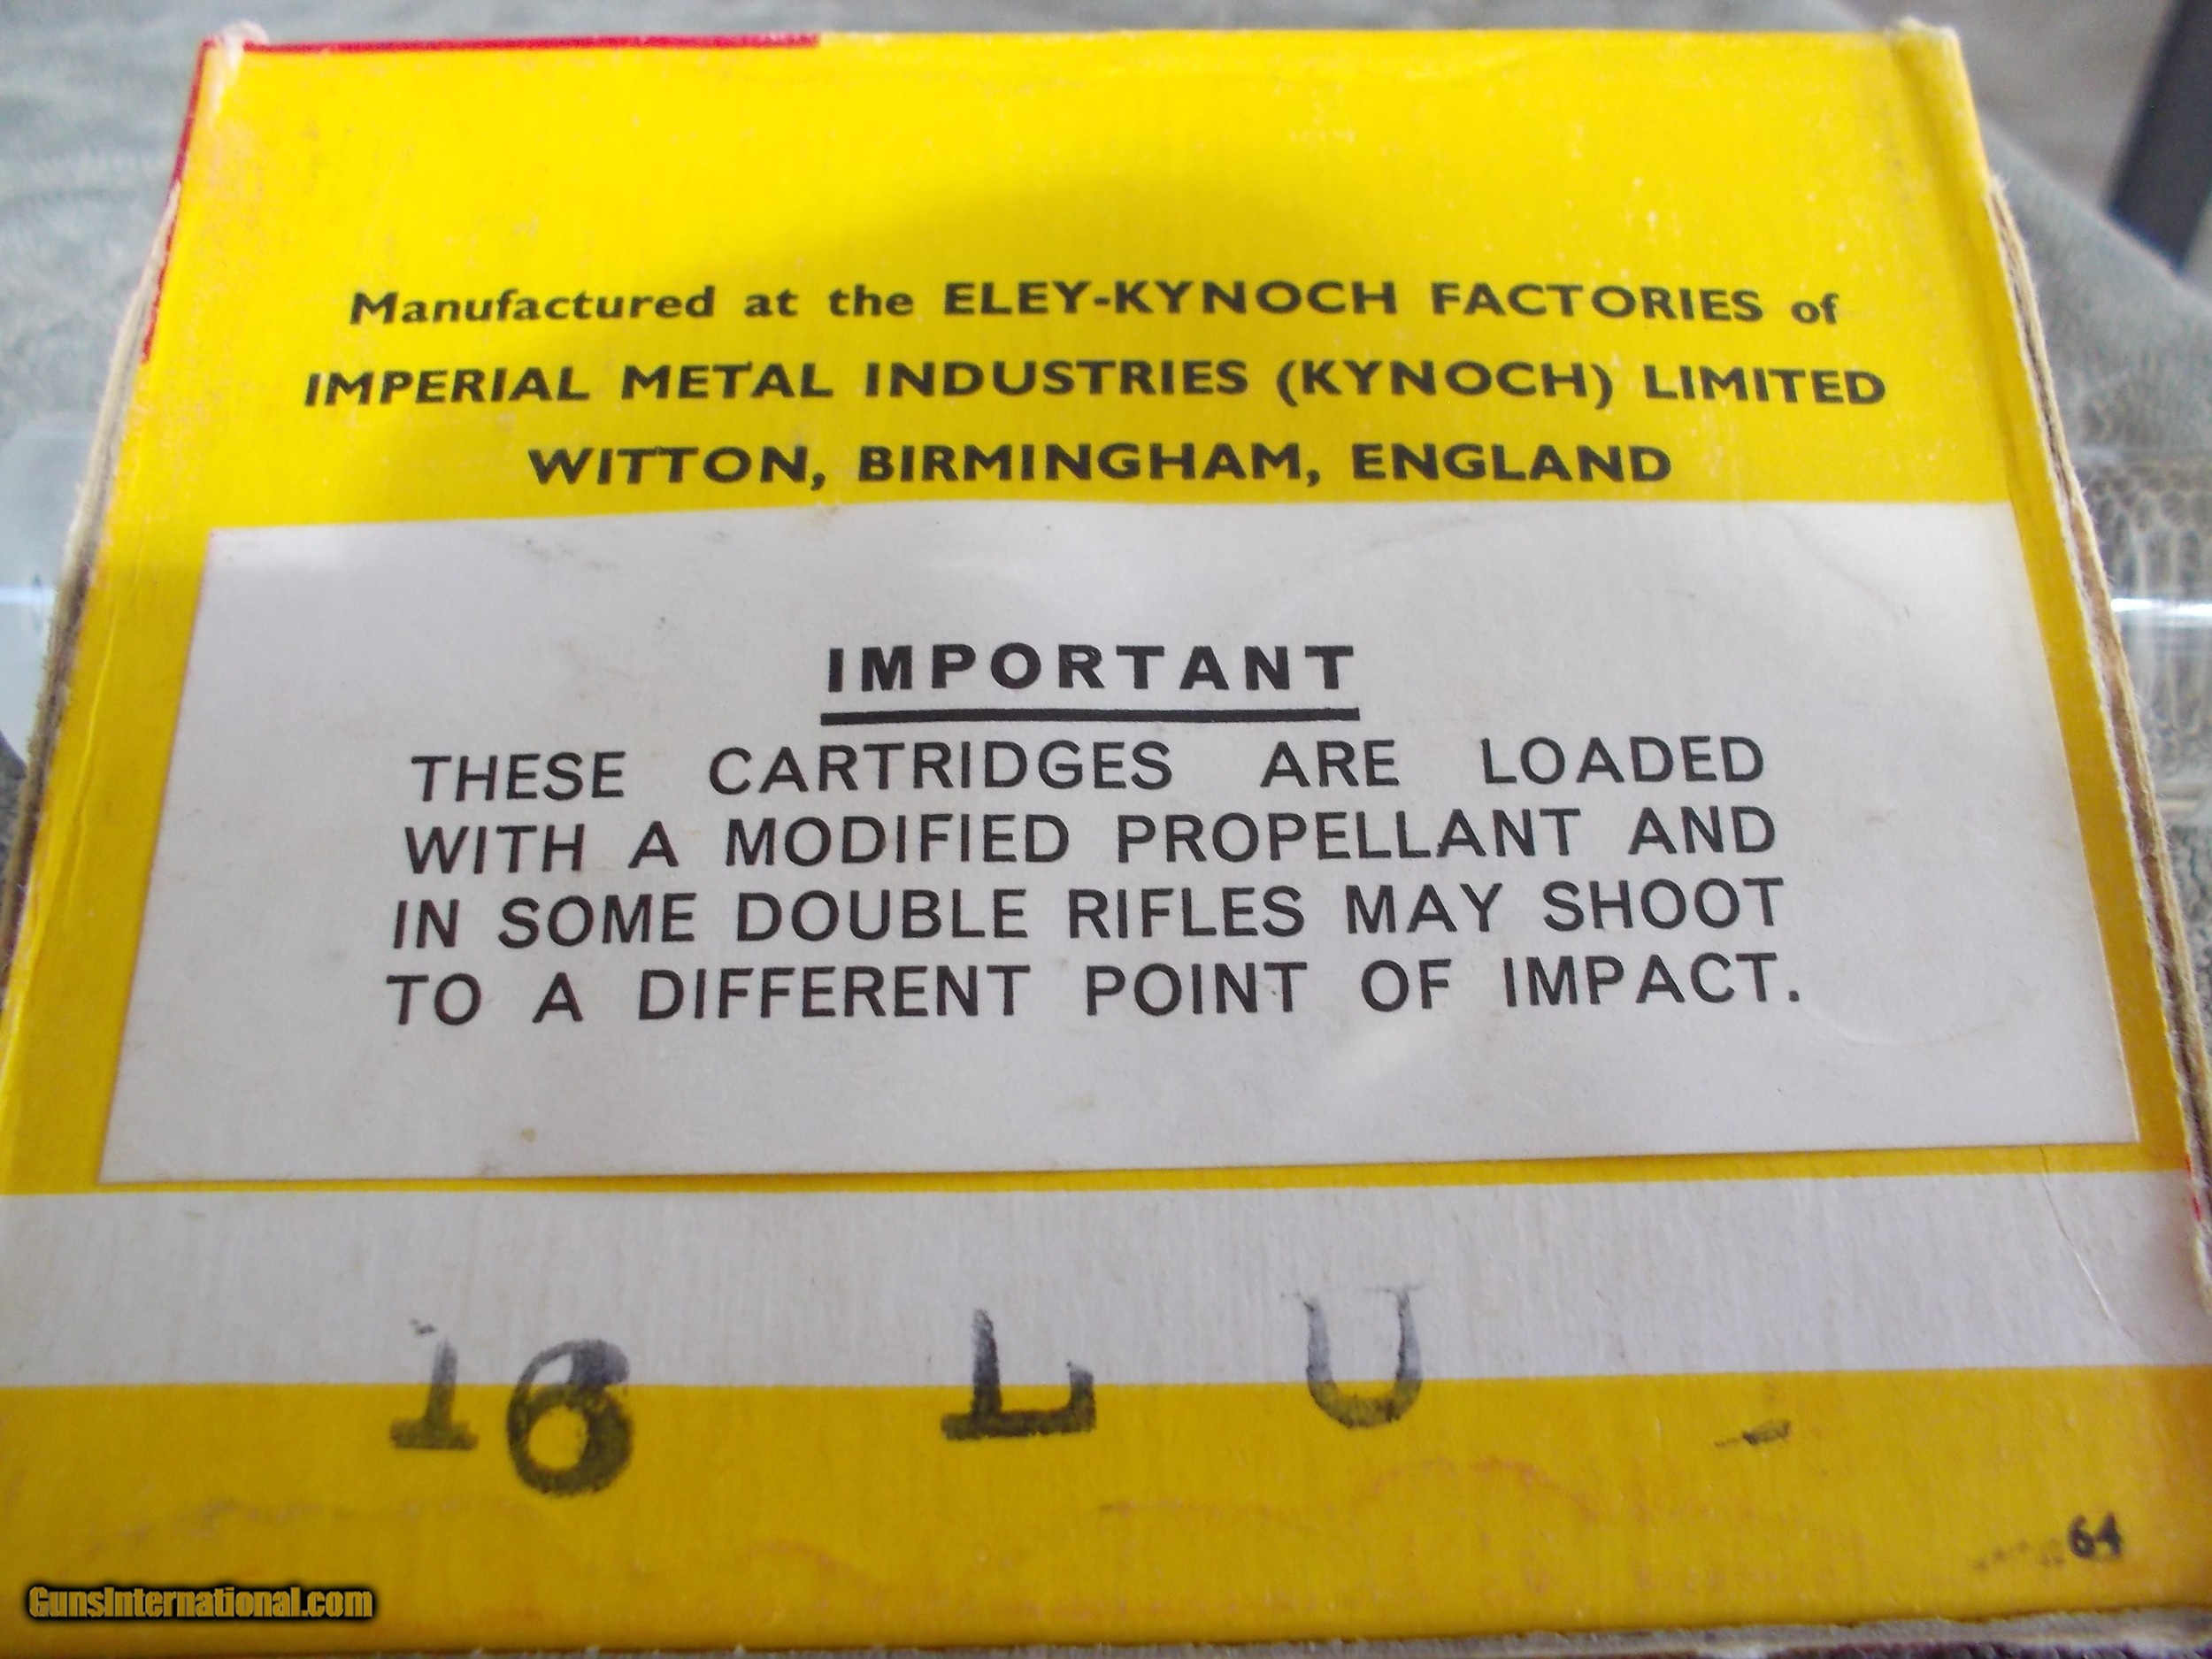 Manufactured at the ELEY-KYNOCH FACTORIES of
IMPERIAL METAL INDUSTRIES (KYNOCH) LIMITED
WITTON, BIRMINGHAM, ENGLAND
IMPORTANT
THESE CARTRIDGES ARE LOADED
WITH A MODIFIED PROPELLANT AND
IN SOME DOUBLE RIFLES MAY SHOOT
TO A DIFFERENT POINT OF IMPACT.
16 L U
64
GunsInternational.com